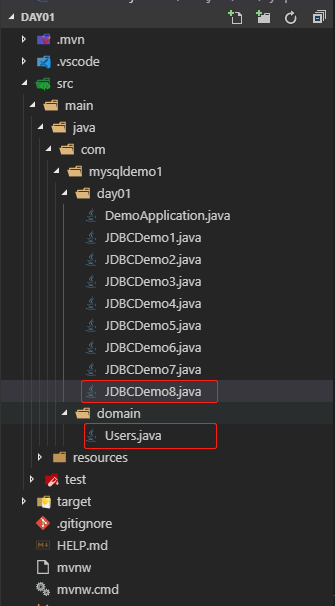 DAY01
.mvn
.vscode
src
main
java
com
mysqldemo1
day01
DemoApplication.java
JDBCDemo1.java
JDBCDemo2.java
JDBCDemo3.java
JDBCDemo4.java
JDBCDemo5.java
JDBCDemo6.java
JDBCDemo7.java
JDBCDemo8.java
domain
Users.java
resources
test
target
.gitignore
HELP.md
mvnw
mvnw.cmd